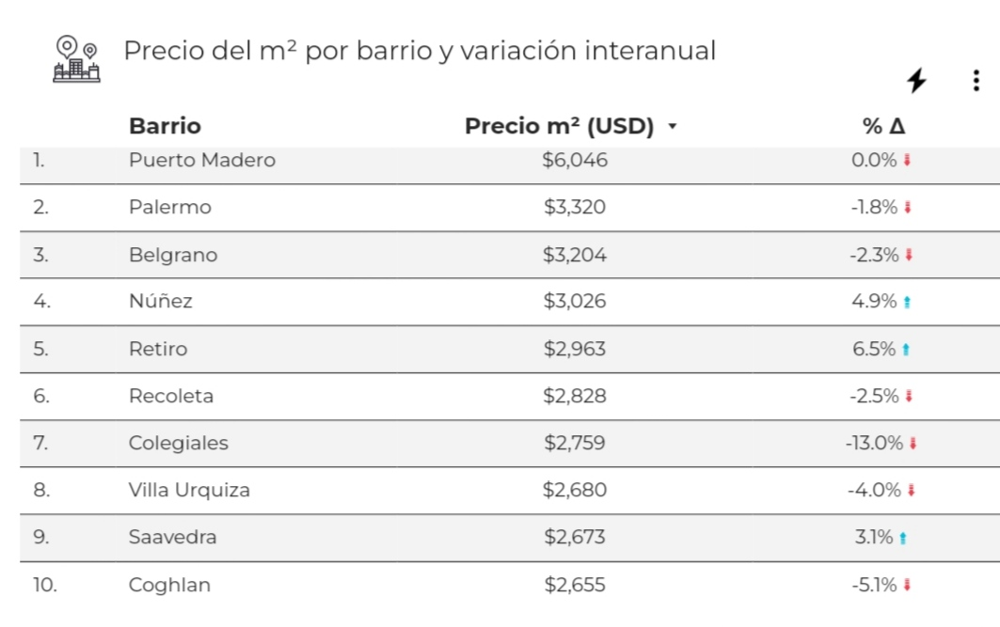 Precio del m² por barrio y variación interanual
Barrio Precio m² (USD) % Δ
1. Puerto Madero $6,046 0.0%
2. Palermo $3,320 -1.8%
3. Belgrano $3,204 -2.3%
4. Núñez $3,026 4.9%
5. Retiro $2,963 6.5%
6. Recoleta $2,828 -2.5%
7. Colegiales $2,759 -13.0%
8. Villa Urquiza $2,680 -4.0%
9. Saavedra $2,673 3.1%
10. Coghlan $2,655 -5.1%